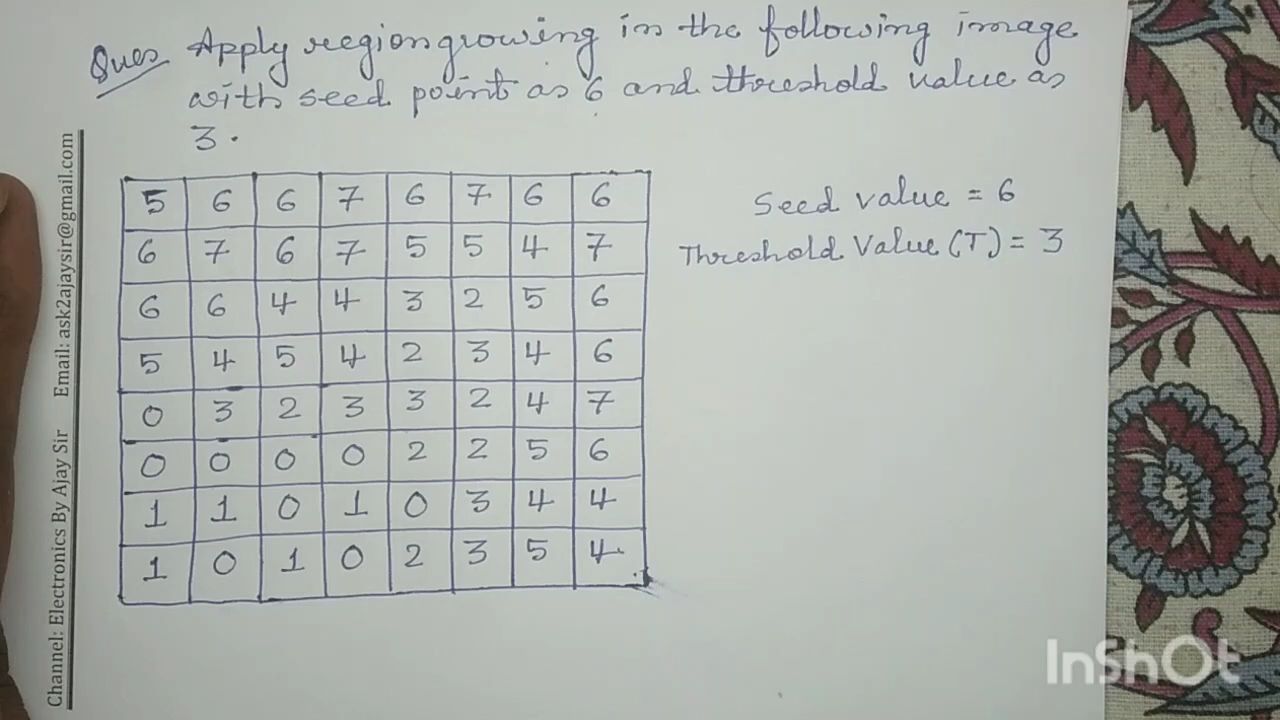 Ques Apply region growing in the following image
with seed point as 6 and threshold value as
3.
5 6 6 7 6 7 6 6
6 7 6 7 5 5 4 7
6 6 4 4 3 2 5 6
5 4 5 4 2 3 4 6
0 3 2 3 3 2 4 7
0 0 0 0 2 2 5 6
1 1 0 1 0 3 4 4
1 0 1 0 2 3 5 4
Seed value = 6
Threshold Value (T) = 3
Channel: Electronics By Ajay Sir Email: ask2ajaysir@gmail.com
InShOt